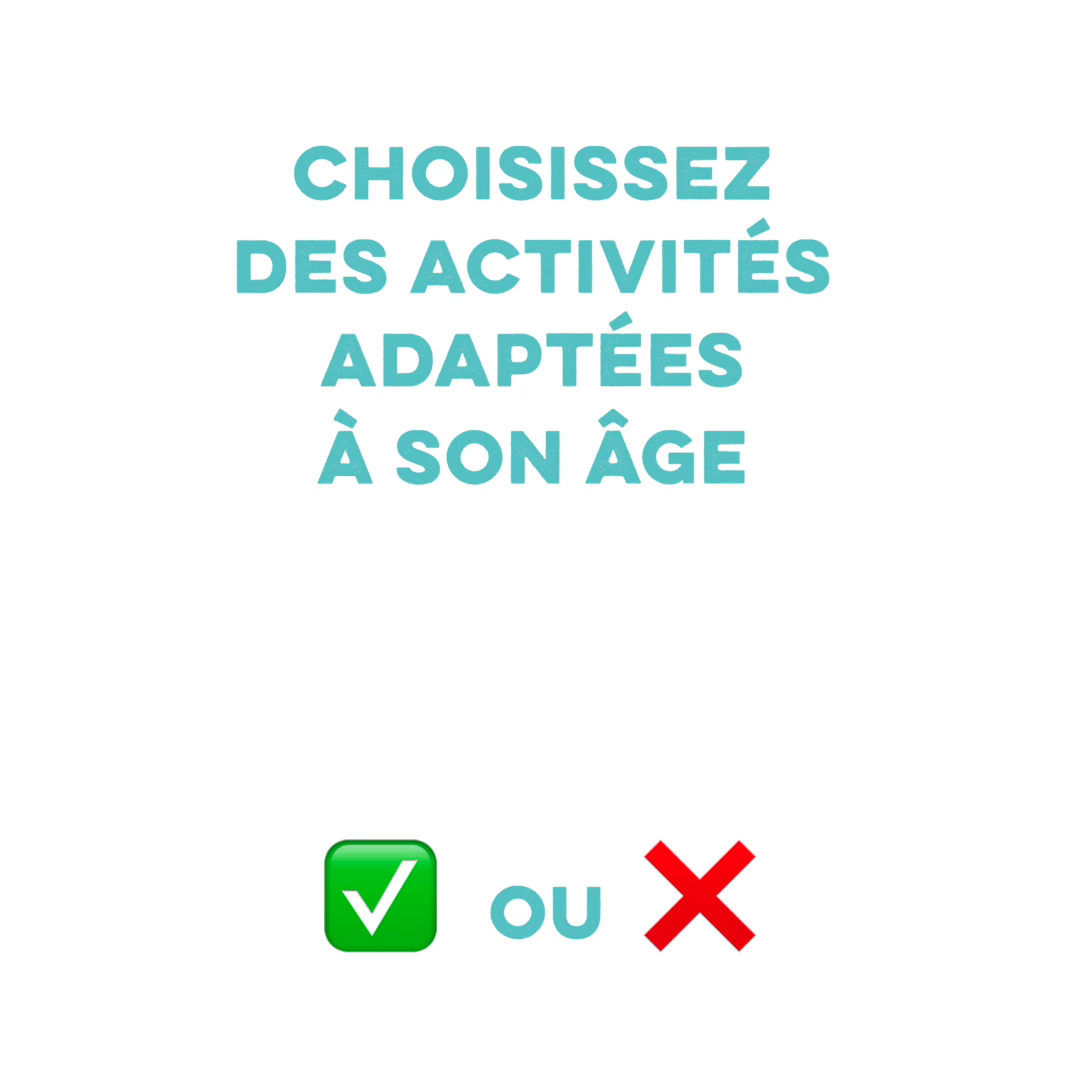 CHOISISSEZ
DES ACTIVITÉS
ADAPTÉES
À SON ÂGE
✅ OU ❌